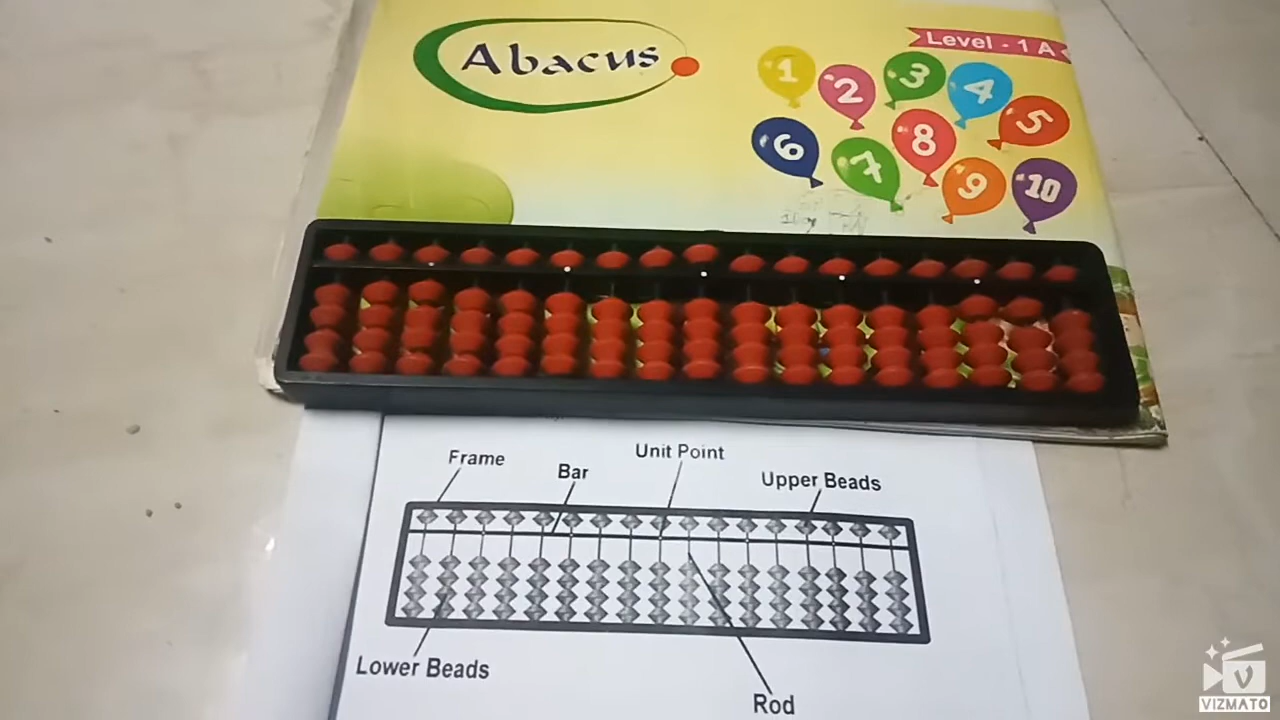 Abacus
Level - 1 A
1
2
3
4
5
6
7
8
9
10
Frame
Bar
Unit Point
Upper Beads
Lower Beads
Rod
V
VIZMATO